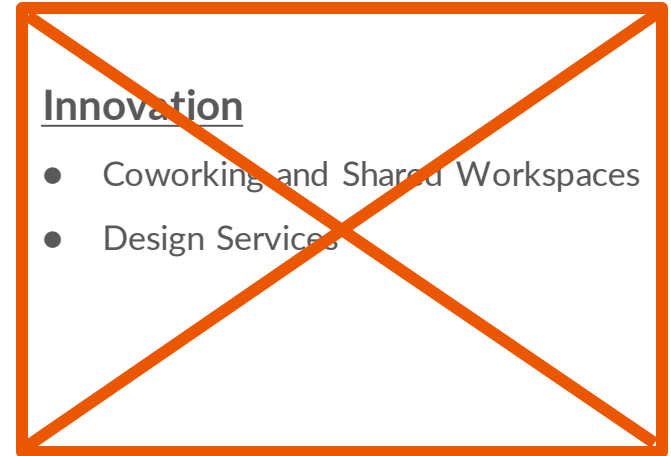 Innovation
● Coworking and Shared Workspaces
● Design Services